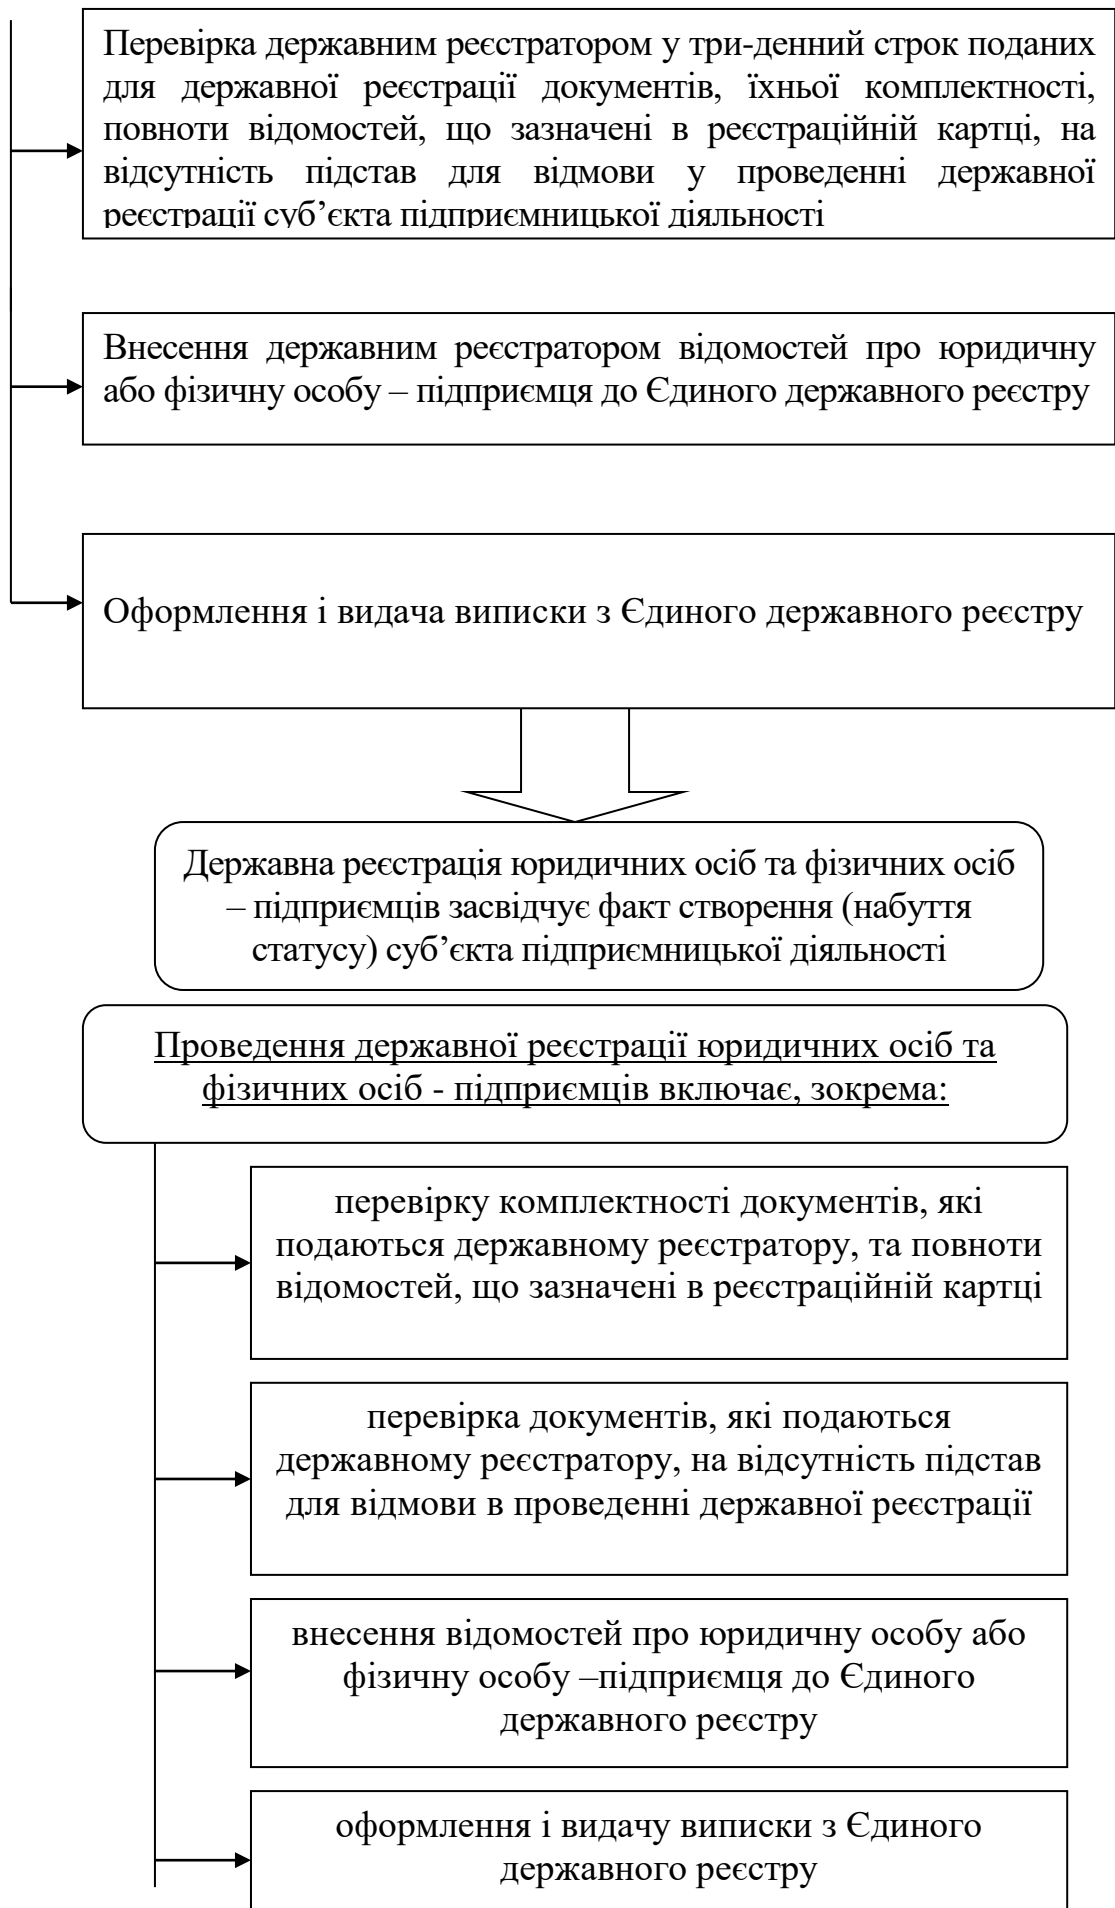 Перевірка державним реєстратором у три-денний строк поданих
для державної реєстрації документів, їхньої комплектності,
повноти відомостей, що зазначені в реєстраційній картці, на
відсутність підстав для відмови у проведенні державної
реєстрації суб’єкта підприємницької діяльності
Внесення державним реєстратором відомостей про юридичну
або фізичну особу – підприємця до Єдиного державного реєстру
Оформлення і видача виписки з Єдиного державного реєстру
Державна реєстрація юридичних осіб та фізичних осіб
– підприємців засвідчує факт створення (набуття
статусу) суб’єкта підприємницької діяльності
Проведення державної реєстрації юридичних осіб та
фізичних осіб - підприємців включає, зокрема:
перевірку комплектності документів, які
подаються державному реєстратору, та повноти
відомостей, що зазначені в реєстраційній картці
перевірка документів, які подаються
державному реєстратору, на відсутність підстав
для відмови в проведенні державної реєстрації
внесення відомостей про юридичну особу або
фізичну особу –підприємця до Єдиного
державного реєстру
оформлення і видачу виписки з Єдиного
державного реєстру